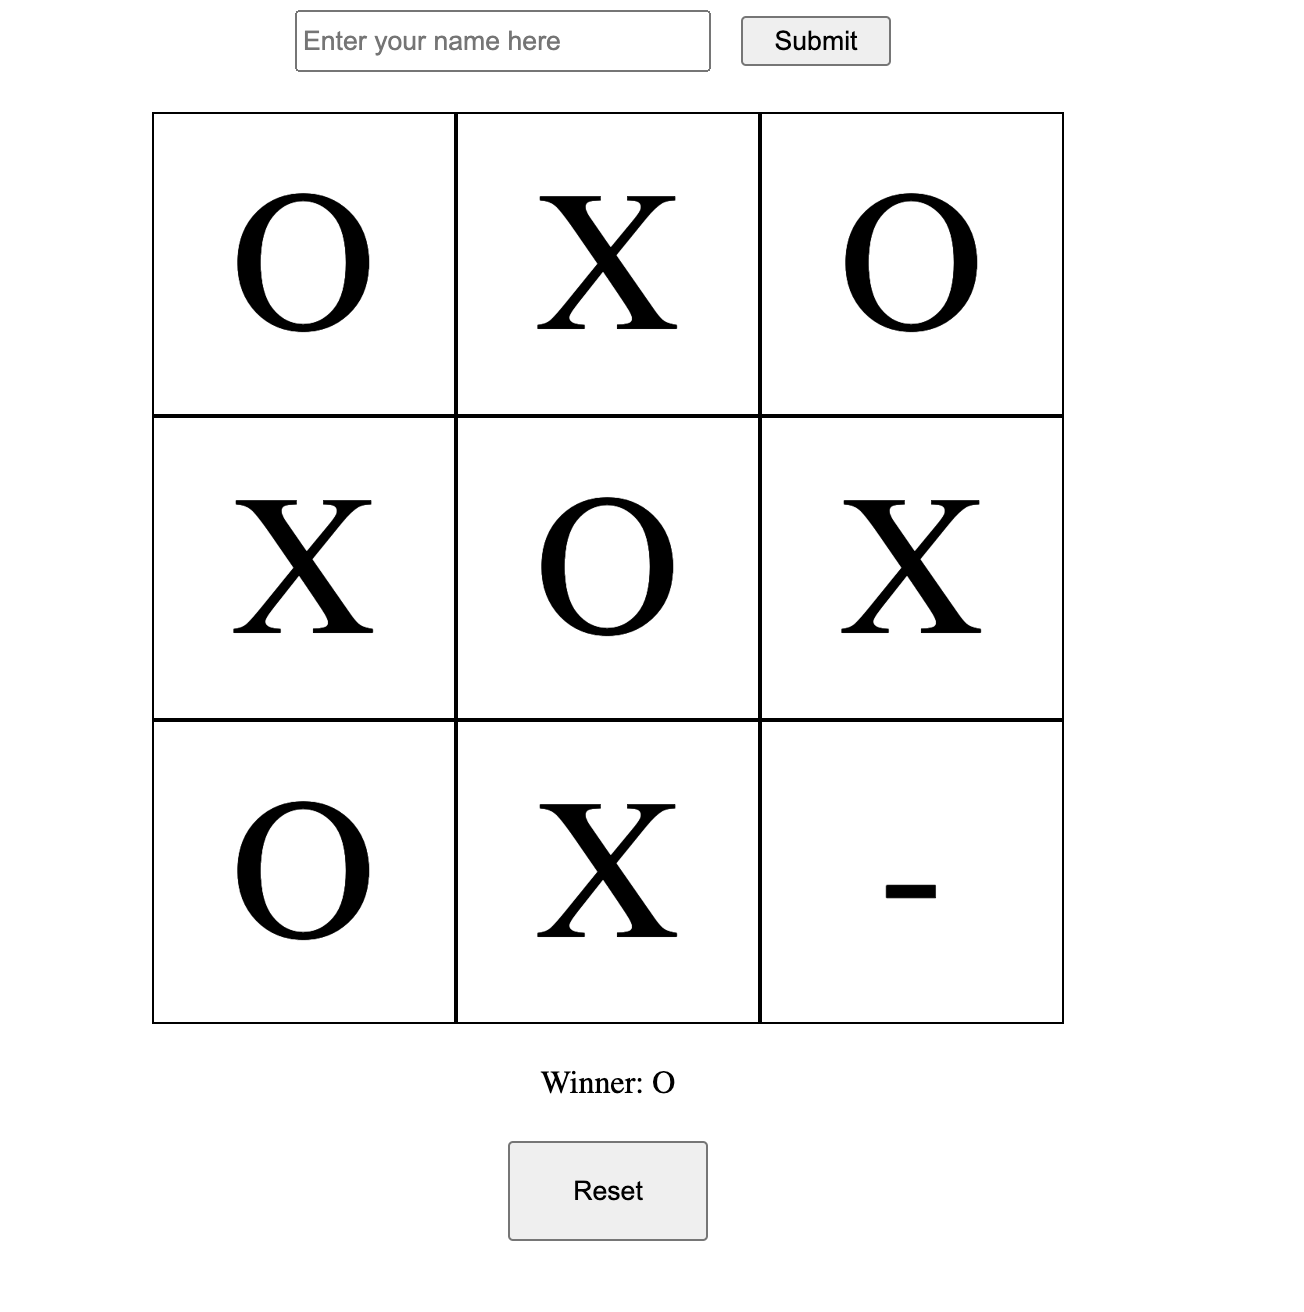 Enter your name here Submit
O X O
X O X
O X -
Winner: O
Reset